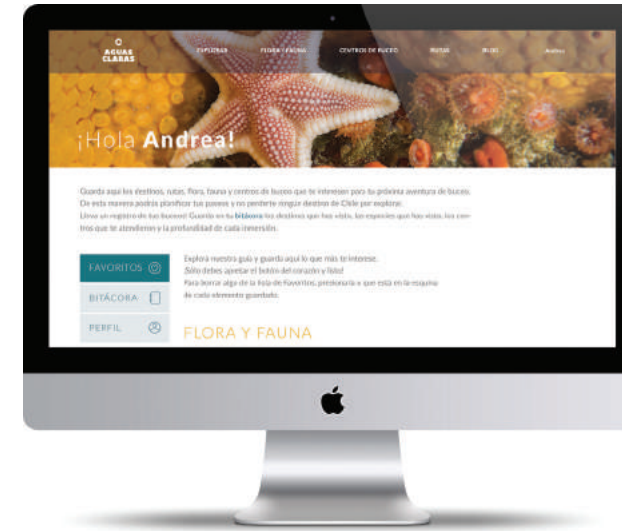 AGUAS
CLARAS
EXPLORAR
FLORA Y FAUNA
CENTROS DE BUCEO
RUTAS
BLOG
Andrea
¡Hola Andrea!
Guarda aquí los destinos, rutas, flora, fauna y centros de buceo que te interesen para tu próxima aventura de buceo.
De esta manera podrás planificar tus paseos y no perderte ningún destino de Chile por explorar.
Lleva un registro de tus buceos! Guarda en tu bitácora los destinos que has visto, las especies que has visto, los cen-
tros que te atendieron y la profundidad de cada inmersión.
FAVORITOS
BITÁCORA
PERFIL
Explora nuestra guía y guarda aquí lo que más te interese.
¡Sólo debes apretar el botón del corazón y listo!
Para borrar algo de la lista de Favoritos, presiona la x que está en la esquina
de cada elemento guardado.
FLORA Y FAUNA